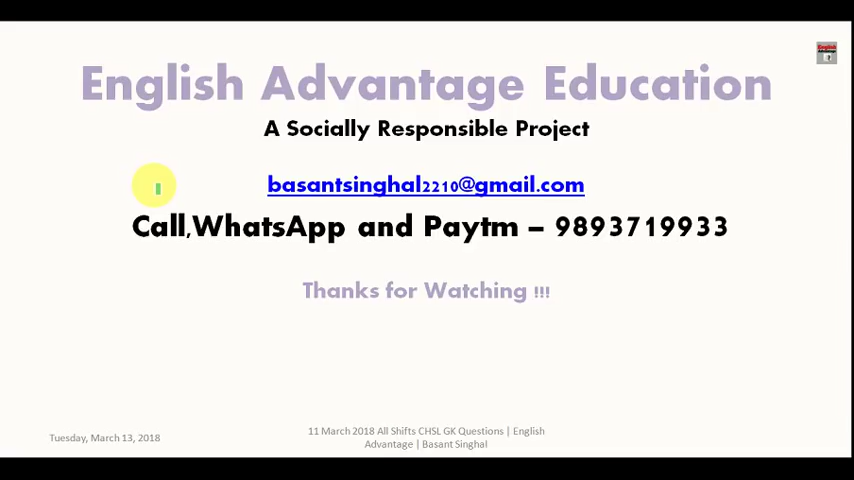 English Advantage Education
A Socially Responsible Project
basantsinghal2210@gmail.com
Call,WhatsApp and Paytm – 9893719933
Thanks for Watching !!!
Tuesday, March 13, 2018
11 March 2018 All Shifts CHSL GK Questions | English
Advantage | Basant Singhal